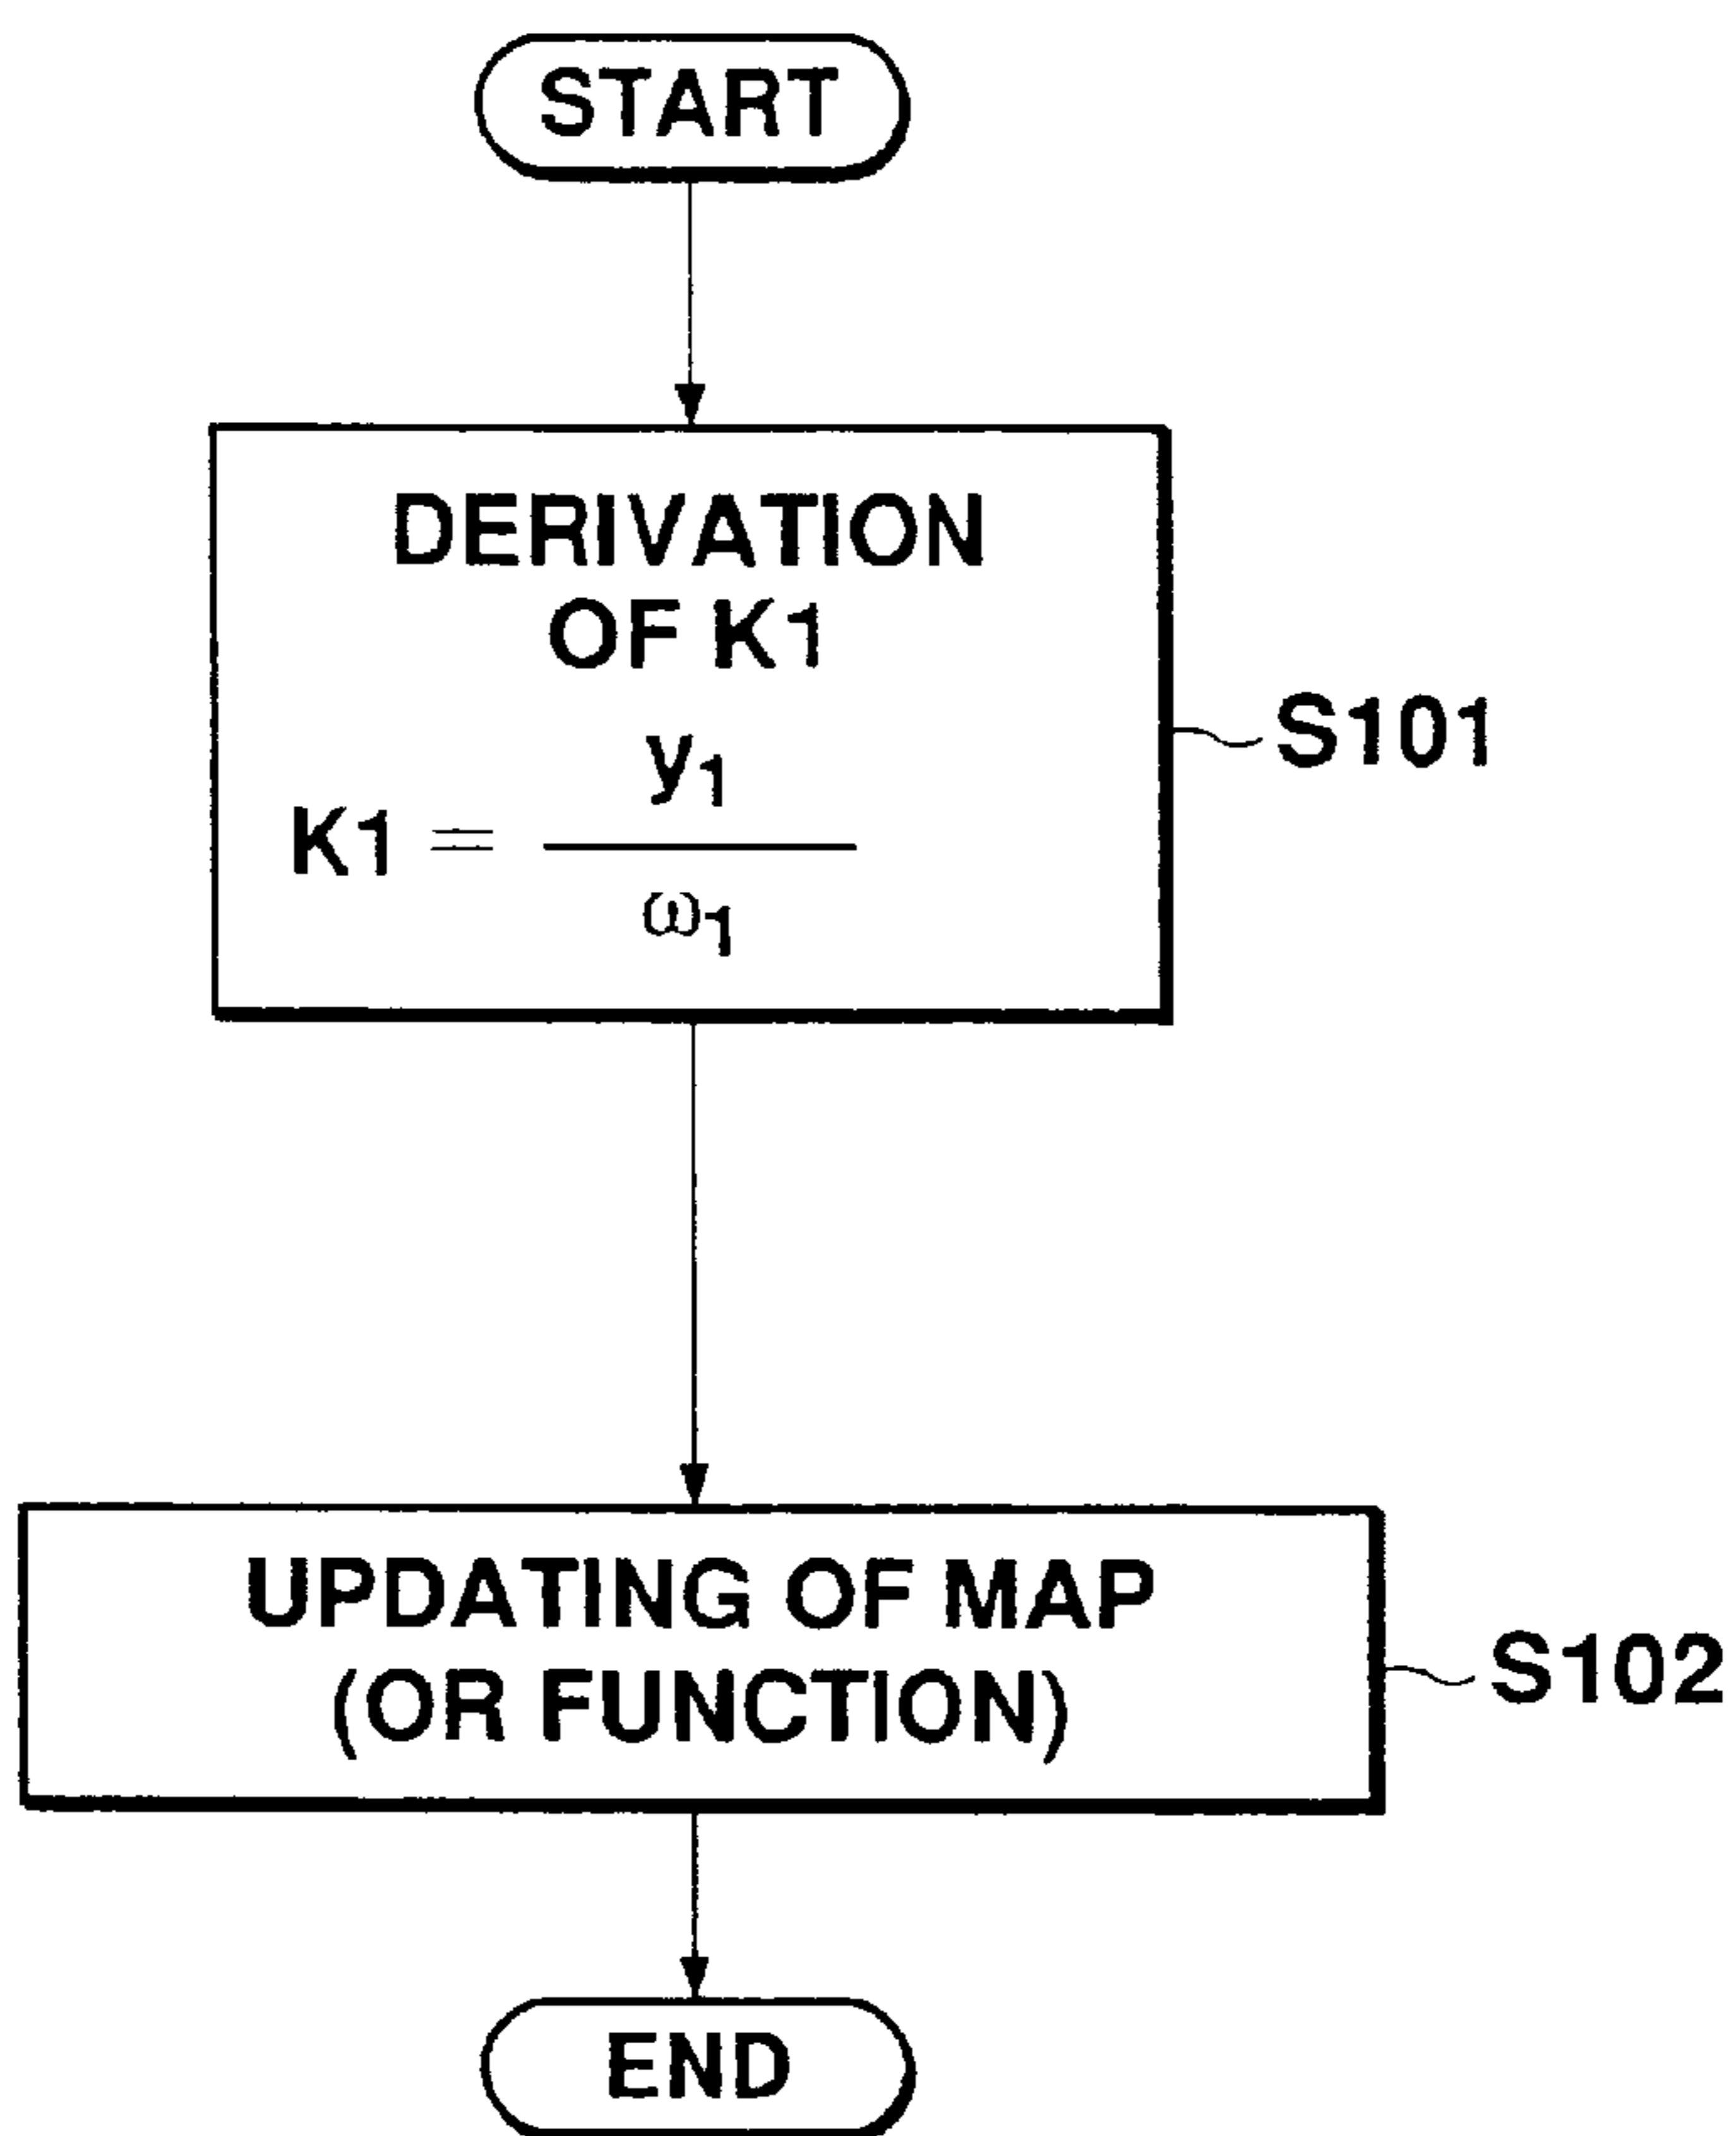 START
DERIVATION
OF K1
K1 = y₁ / ω₁
S101
UPDATING OF MAP
(OR FUNCTION)
S102
END